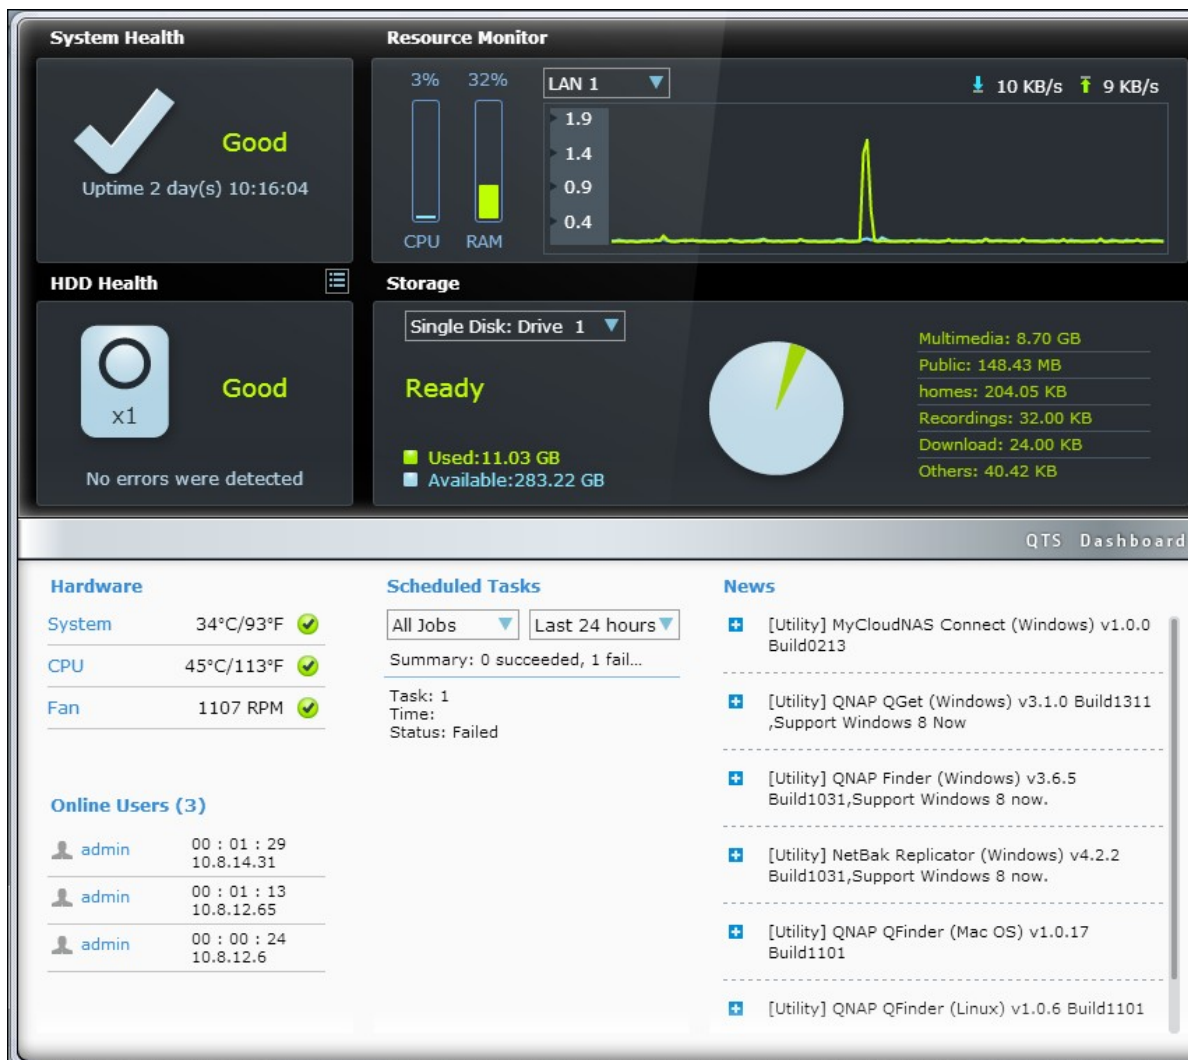 System Health
Good
Uptime 2 day(s) 10:16:04
Resource Monitor
3%
32%
CPU
RAM
LAN 1
10 KB/s
9 KB/s
1.9
1.4
0.9
0.4
HDD Health
x1
Good
No errors were detected
Storage
Single Disk: Drive 1
Ready
Used:11.03 GB
Available:283.22 GB
Multimedia: 8.70 GB
Public: 148.43 MB
homes: 204.05 KB
Recordings: 32.00 KB
Download: 24.00 KB
Others: 40.42 KB
QTS Dashboard
Hardware
System 34°C/93°F
CPU 45°C/113°F
Fan 1107 RPM
Online Users (3)
admin
00 : 01 : 29
10.8.14.31
admin
00 : 01 : 13
10.8.12.65
admin
00 : 00 : 24
10.8.12.6
Scheduled Tasks
All Jobs
Last 24 hours
Summary: 0 succeeded, 1 fail...
Task: 1
Time:
Status: Failed
News
[Utility] MyCloudNAS Connect (Windows) v1.0.0
Build0213
[Utility] QNAP QGet (Windows) v3.1.0 Build1311
,Support Windows 8 Now
[Utility] QNAP Finder (Windows) v3.6.5
Build1031,Support Windows 8 now.
[Utility] NetBak Replicator (Windows) v4.2.2
Build1031,Support Windows 8 now.
[Utility] QNAP QFinder (Mac OS) v1.0.17
Build1101
[Utility] QNAP QFinder (Linux) v1.0.6 Build1101